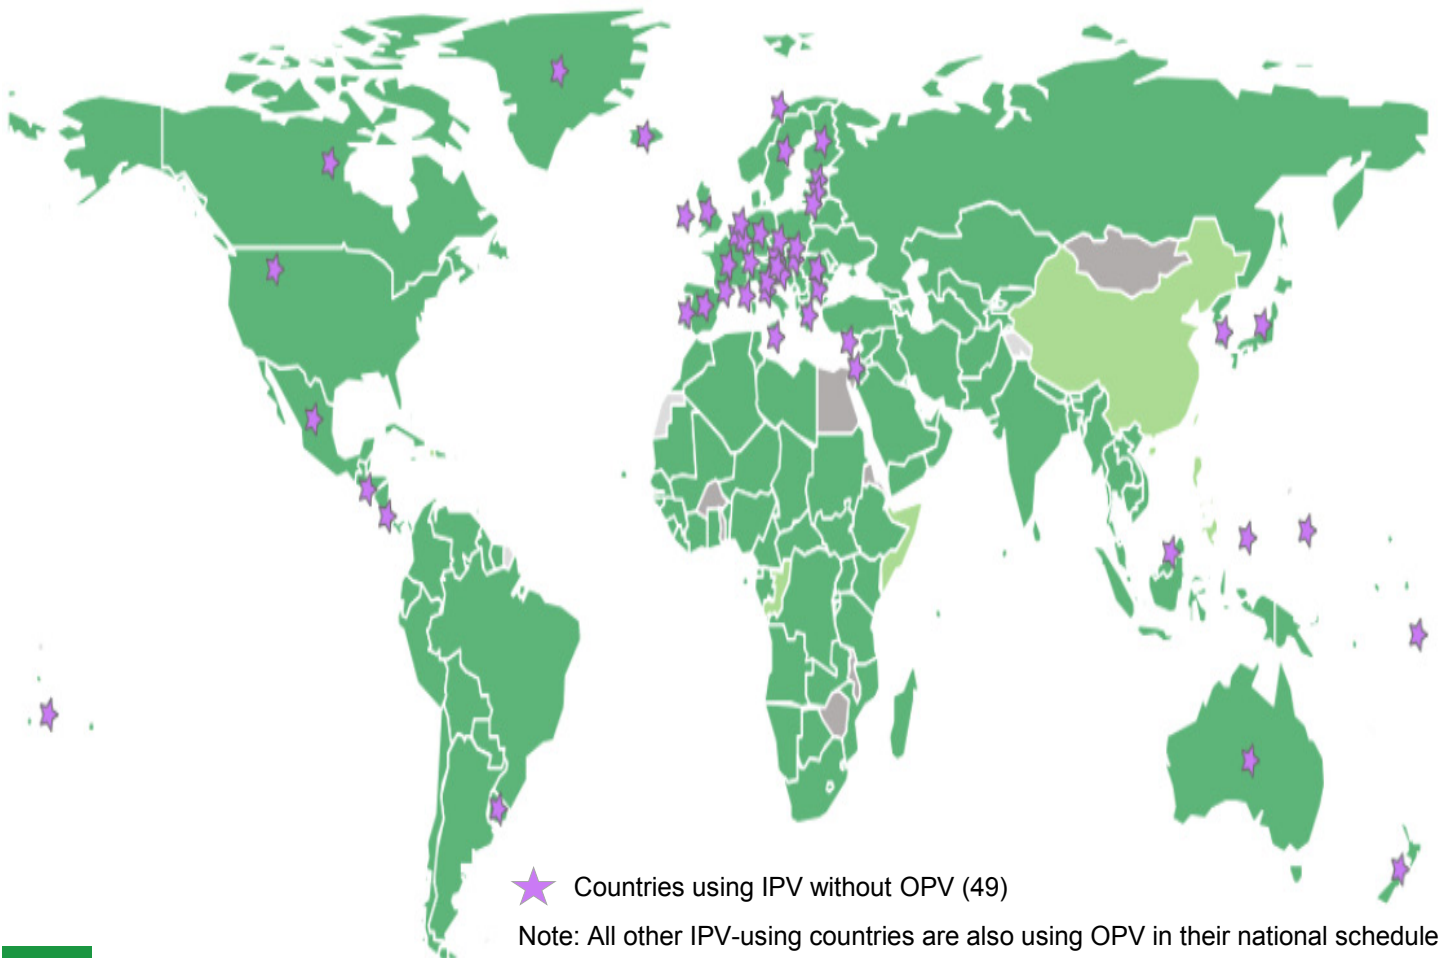 Countries using IPV without OPV (49)
Note: All other IPV-using countries are also using OPV in their national schedule